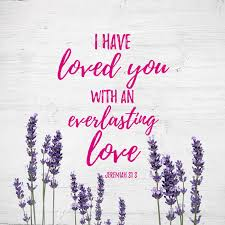 I HAVE
loved you
WITH AN
everlasting
love
JEREMIAH 31 3